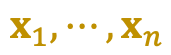 x₁, ⋯, xₙ